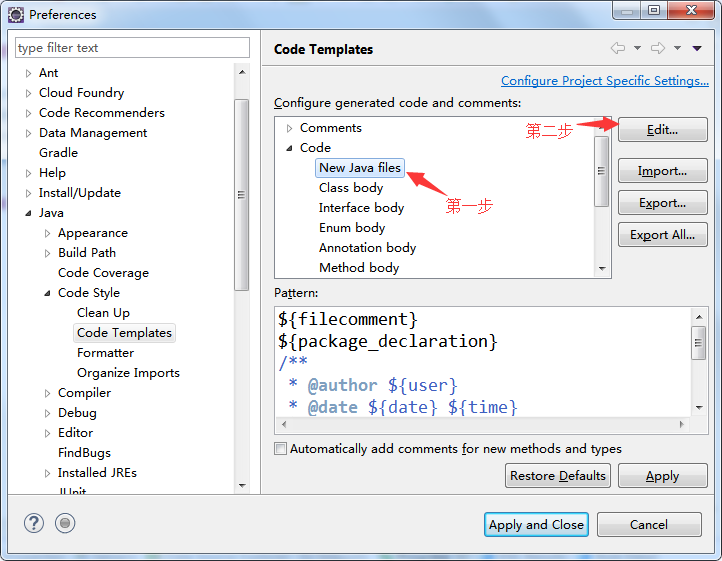 Preferences
type filter text
Ant
Cloud Foundry
Code Recommenders
Data Management
Gradle
Help
Install/Update
Java
Appearance
Build Path
Code Coverage
Code Style
Clean Up
Code Templates
Formatter
Organize Imports
Compiler
Debug
Editor
FindBugs
Installed JREs
JUnit
Code Templates
Configure Project Specific Settings...
Configure generated code and comments:
Comments
Code
New Java files
Class body
Interface body
Enum body
Annotation body
Method body
第一步
第二步
Edit...
Import...
Export...
Export All...
Pattern:
${filecomment}
${package_declaration}
/**
* @author ${user}
* @date ${date} ${time}
Automatically add comments for new methods and types
Restore Defaults
Apply
?
Apply and Close
Cancel